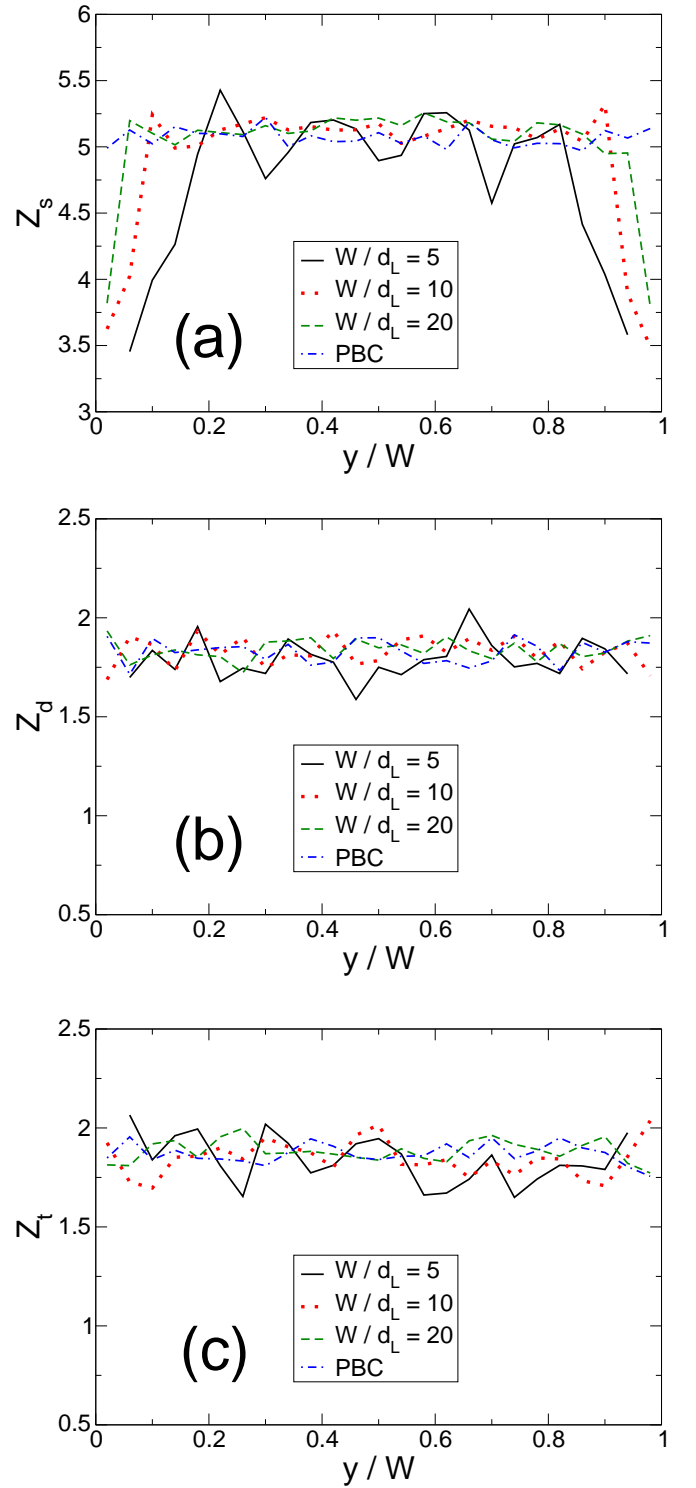 6
5.5
5
4.5
4
3.5
3
Z_s
W / d_L = 5
W / d_L = 10
W / d_L = 20
PBC
(a)
0 0.2 0.4 0.6 0.8 1
y / W
2.5
2
1.5
1
0.5
Z_d
W / d_L = 5
W / d_L = 10
W / d_L = 20
PBC
(b)
0 0.2 0.4 0.6 0.8 1
y / W
2.5
2
1.5
1
0.5
Z_t
W / d_L = 5
W / d_L = 10
W / d_L = 20
PBC
(c)
0 0.2 0.4 0.6 0.8 1
y / W